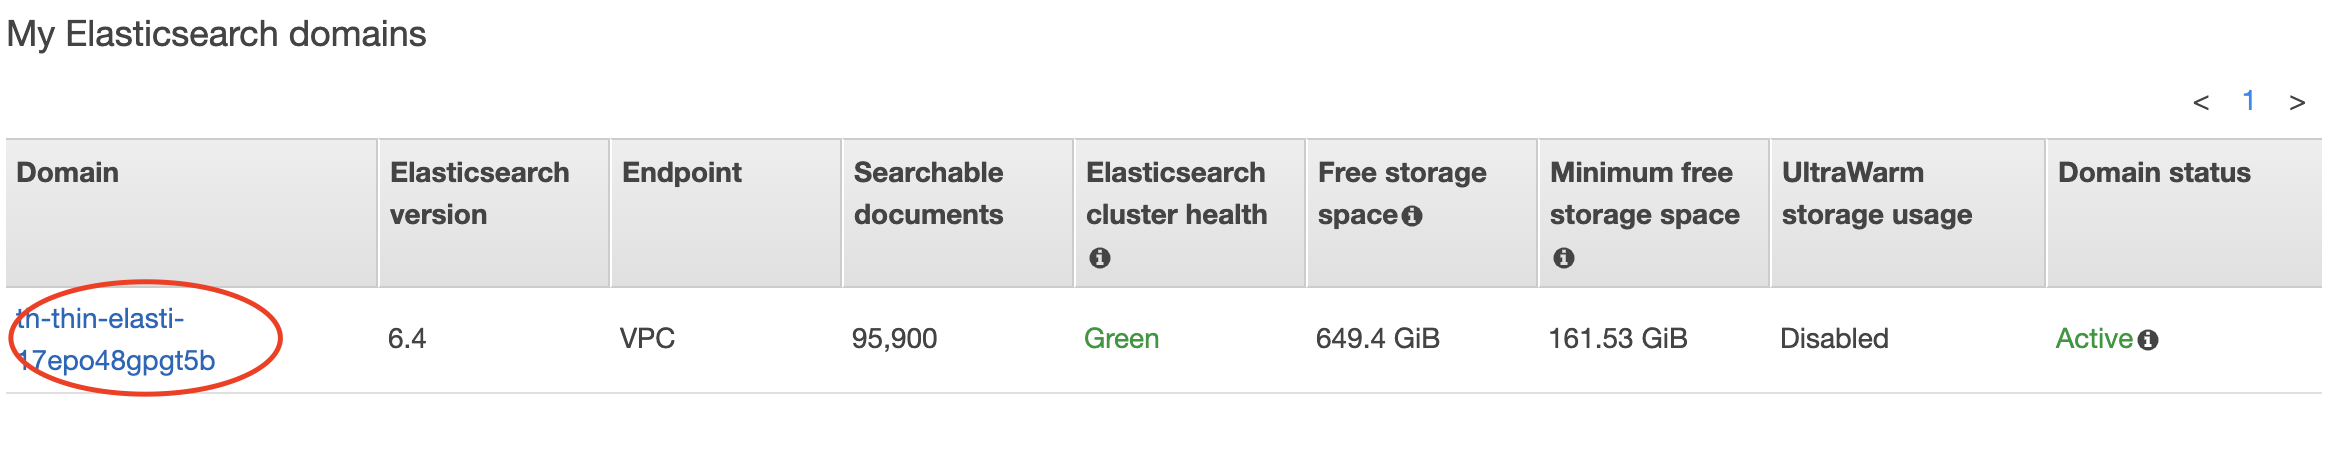 My Elasticsearch domains
< 1 >
Domain
Elasticsearch
version
Endpoint
Searchable
documents
Elasticsearch
cluster health
Free storage
space
Minimum free
storage space
UltraWarm
storage usage
Domain status
tn-thin-elasti-
17epo48gpgt5b
6.4
VPC
95,900
Green
649.4 GiB
161.53 GiB
Disabled
Active